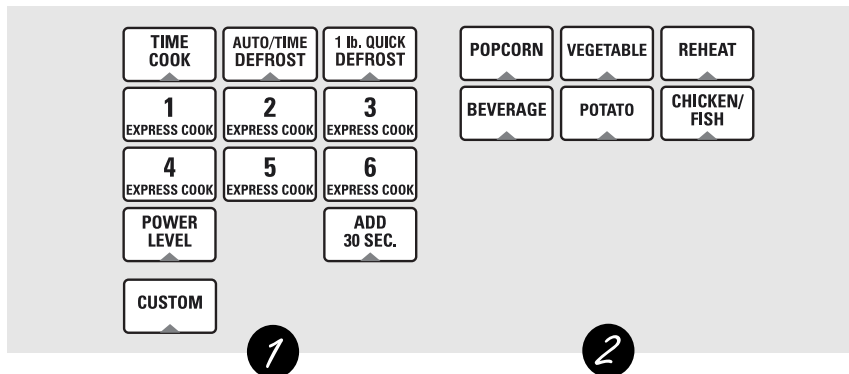 TIME
COOK
AUTO/TIME
DEFROST
1 lb. QUICK
DEFROST
1
EXPRESS COOK
2
EXPRESS COOK
3
EXPRESS COOK
4
EXPRESS COOK
5
EXPRESS COOK
6
EXPRESS COOK
POWER
LEVEL
ADD
30 SEC.
CUSTOM
1
POPCORN
VEGETABLE
REHEAT
BEVERAGE
POTATO
CHICKEN/
FISH
2